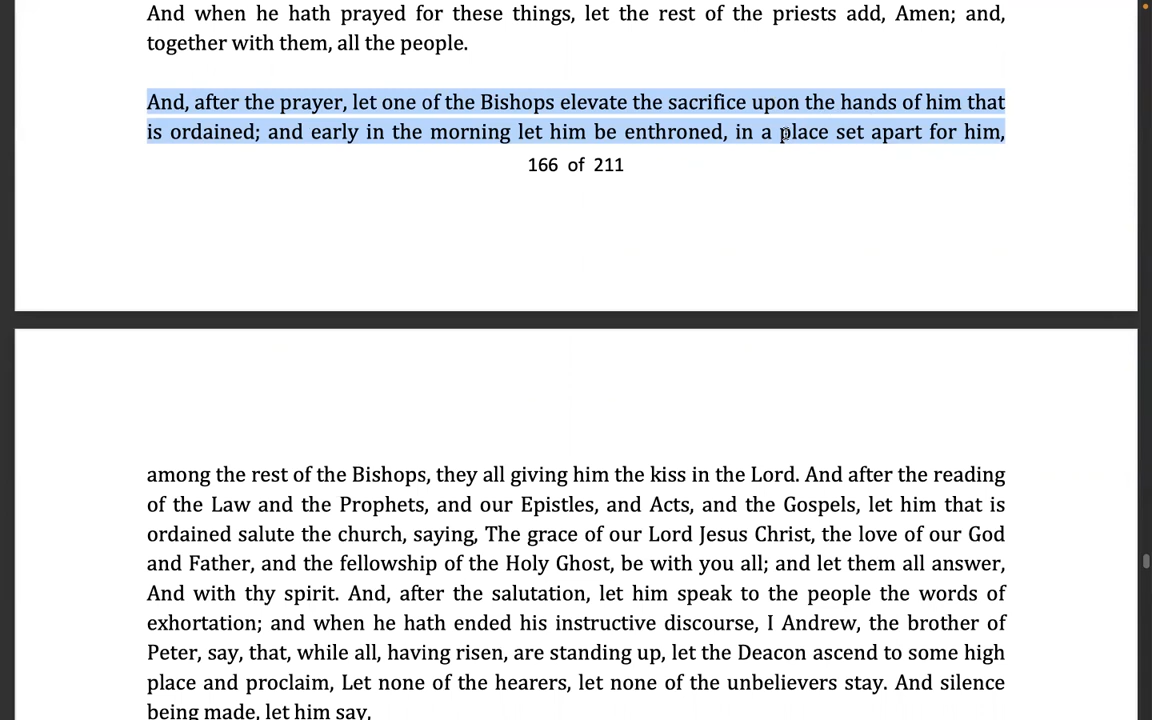 And when he hath prayed for these things, let the rest of the priests add, Amen; and,
together with them, all the people.
And, after the prayer, let one of the Bishops elevate the sacrifice upon the hands of him that
is ordained; and early in the morning let him be enthroned, in a place set apart for him,
166 of 211
among the rest of the Bishops, they all giving him the kiss in the Lord. And after the reading
of the Law and the Prophets, and our Epistles, and Acts, and the Gospels, let him that is
ordained salute the church, saying, The grace of our Lord Jesus Christ, the love of our God
and Father, and the fellowship of the Holy Ghost, be with you all; and let them all answer,
And with thy spirit. And, after the salutation, let him speak to the people the words of
exhortation; and when he hath ended his instructive discourse, I Andrew, the brother of
Peter, say, that, while all, having risen, are standing up, let the Deacon ascend to some high
place and proclaim, Let none of the hearers, let none of the unbelievers stay. And silence
being made, let him say,